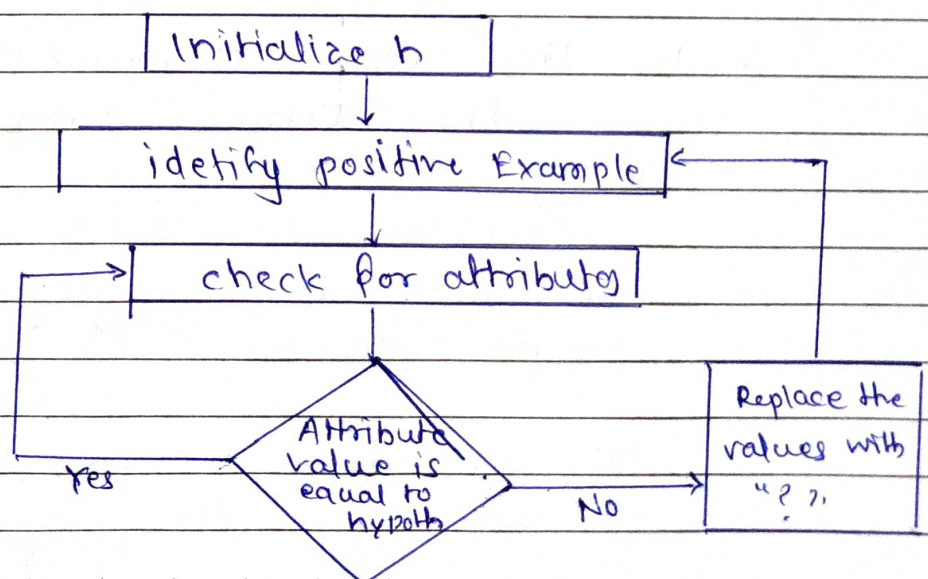 Initialize h
idetify positive Example
check for attributes
Attribute
value is
equal to
hypoth
Yes
No
Replace the
values with
"?"